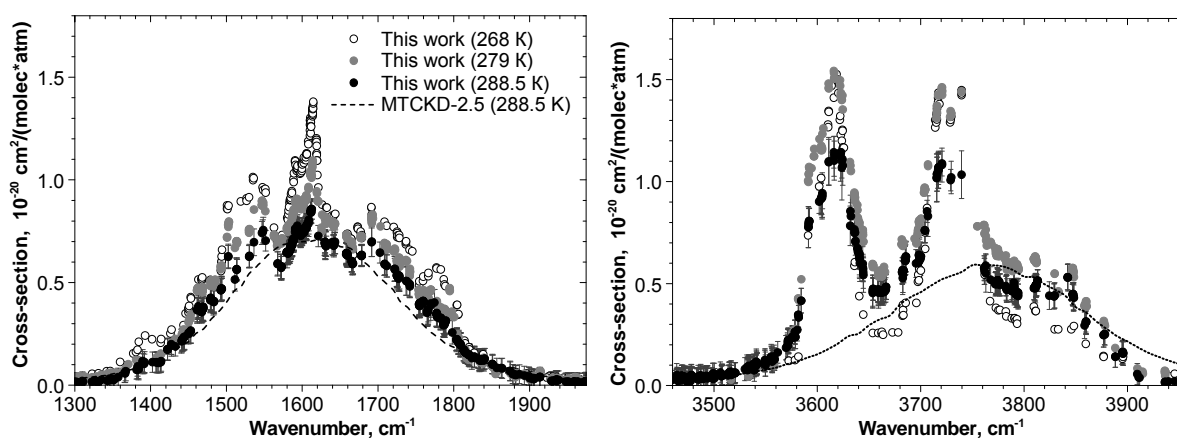 This work (268 K)
This work (279 K)
This work (288.5 K)
MTCKD-2.5 (288.5 K)
Cross-section, 10⁻²⁰ cm²/(molec*atm)
1.5
1.0
0.5
0.0
1300 1400 1500 1600 1700 1800 1900
Wavenumber, cm⁻¹
Cross-section, 10⁻²⁰ cm²/(molec*atm)
1.5
1.0
0.5
0.0
3500 3600 3700 3800 3900
Wavenumber, cm⁻¹